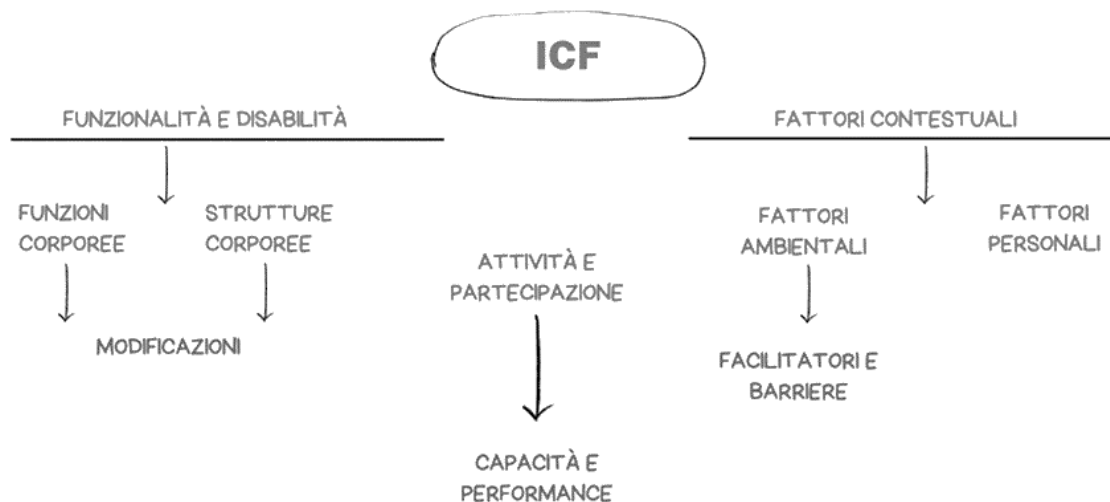 ICF
FUNZIONALITÀ E DISABILITÀ
FATTORI CONTESTUALI
FUNZIONI
CORPOREE
STRUTTURE
CORPOREE
MODIFICAZIONI
ATTIVITÀ E
PARTECIPAZIONE
CAPACITÀ E
PERFORMANCE
FATTORI
AMBIENTALI
FATTORI
PERSONALI
FACILITATORI E
BARRIERE